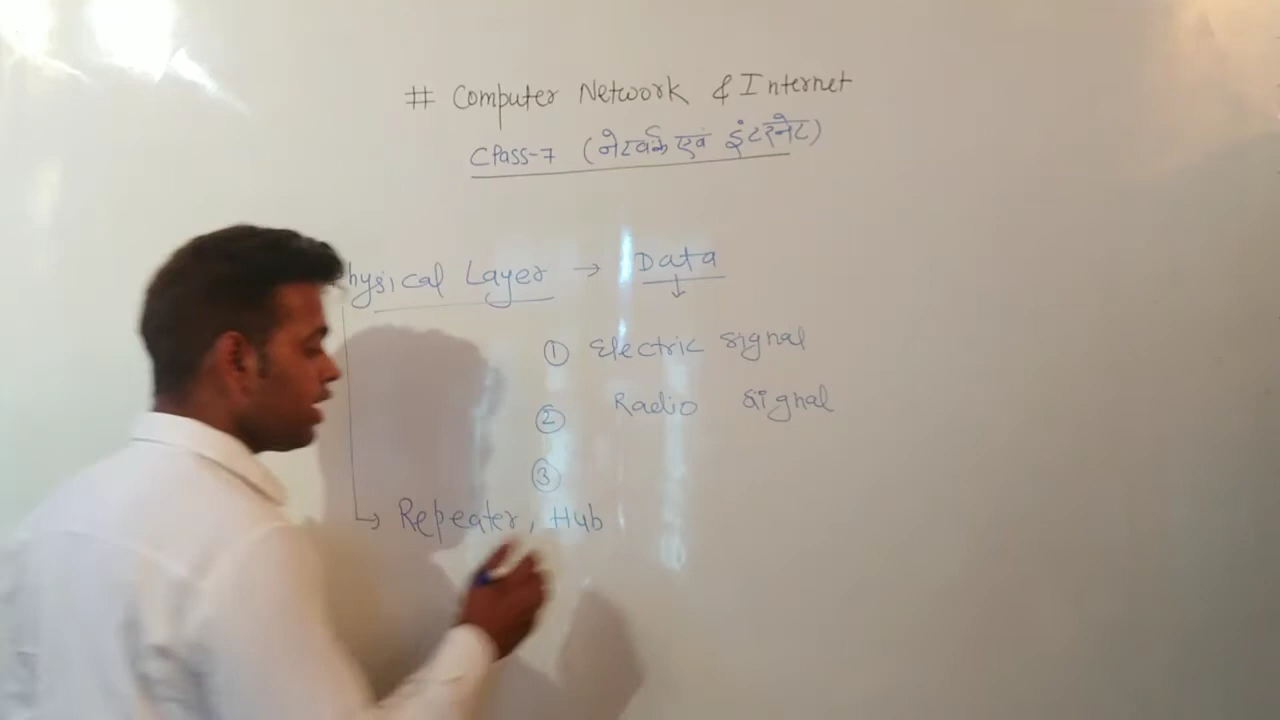 # Computer Network & Internet
Class-7 (नेटवर्क एवं इंटरनेट)
Physical Layer → Data
↓
① Electric signal
② Radio signal
③
↳ Repeater, Hub